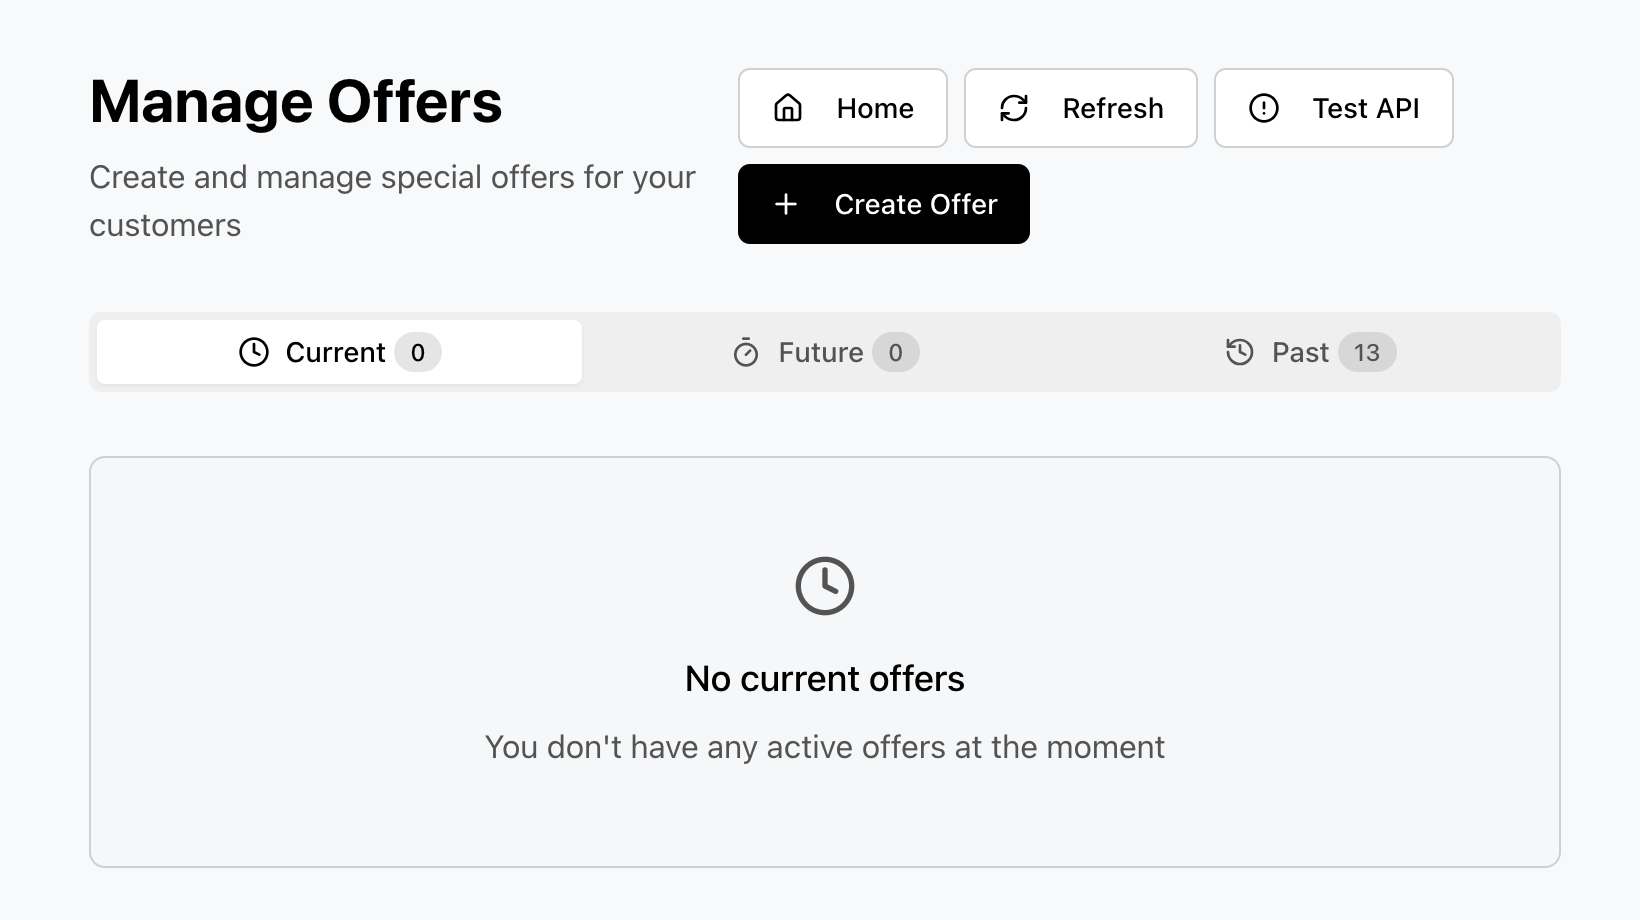 Manage Offers
Create and manage special offers for your
customers
Home
Refresh
Test API
Create Offer
Current 0
Future 0
Past 13
No current offers
You don't have any active offers at the moment